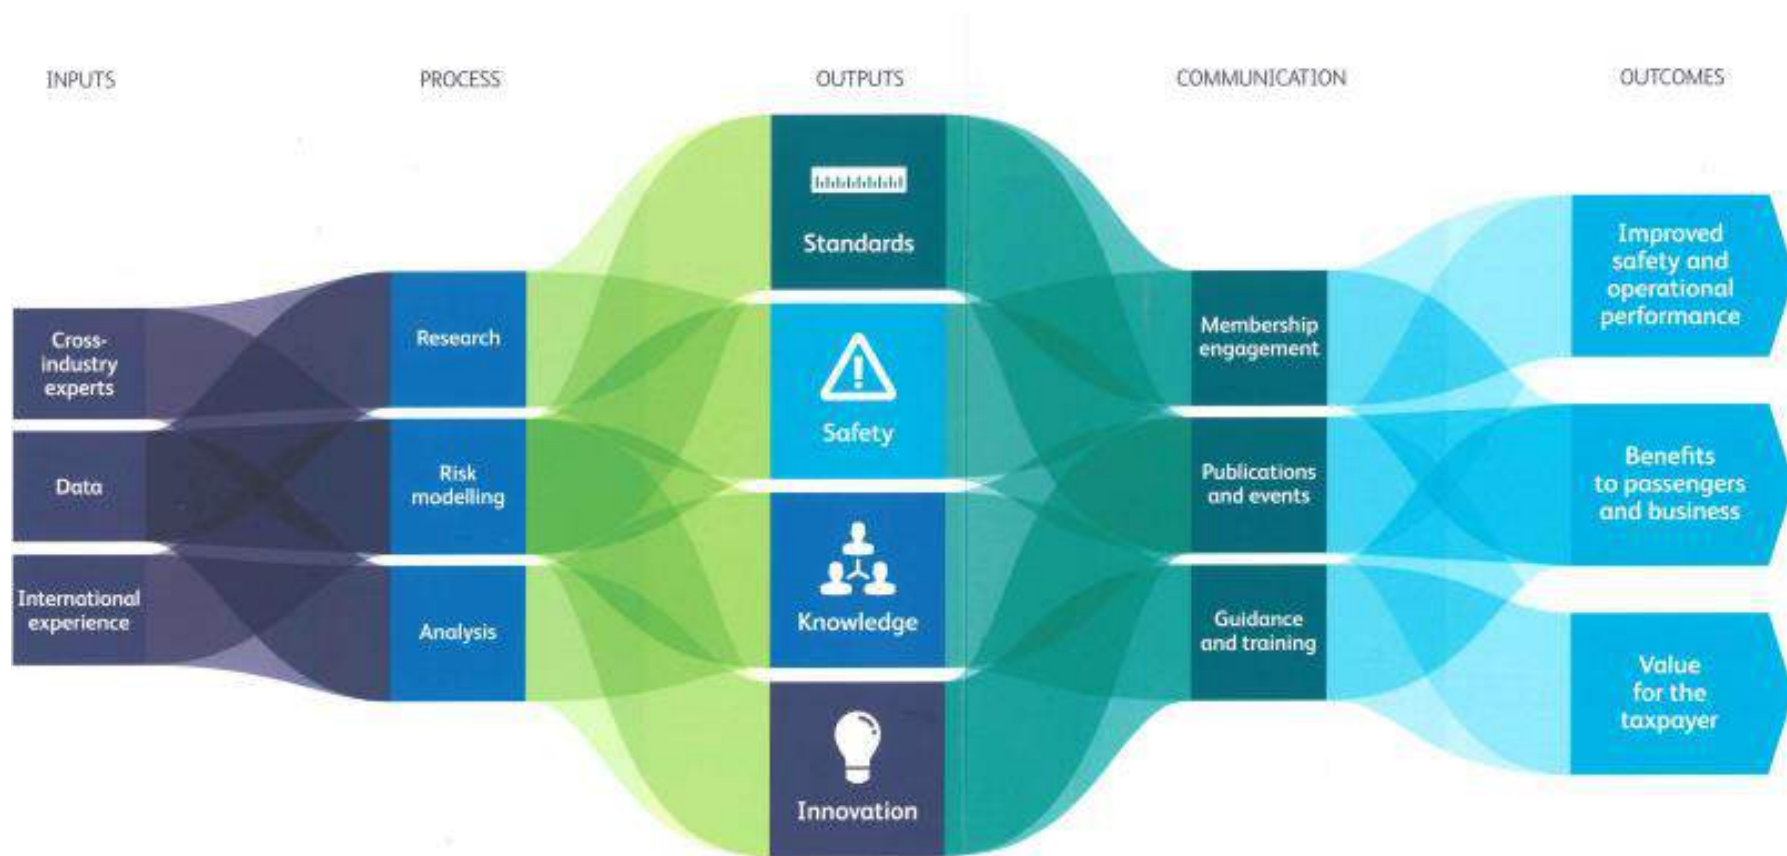 INPUTS
PROCESS
OUTPUTS
COMMUNICATION
OUTCOMES
Cross-
industry
experts
Data
International
experience
Research
Risk
modelling
Analysis
Standards
Safety
Knowledge
Innovation
Membership
engagement
Publications
and events
Guidance
and training
Improved
safety and
operational
performance
Benefits
to passengers
and business
Value
for the
taxpayer